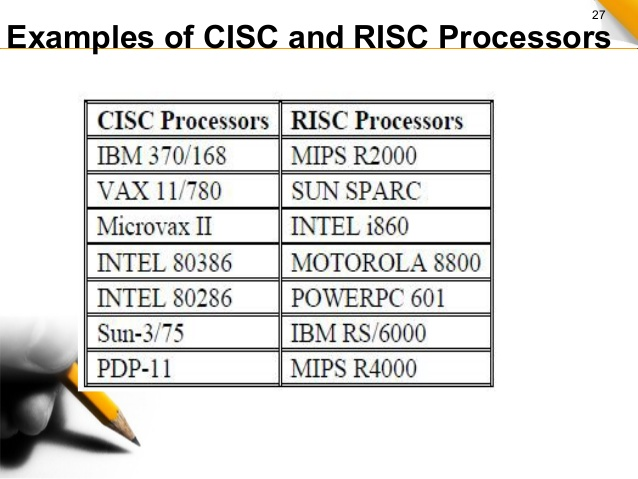 27
Examples of CISC and RISC Processors
CISC Processors RISC Processors
IBM 370/168 MIPS R2000
VAX 11/780 SUN SPARC
Microvax II INTEL i860
INTEL 80386 MOTOROLA 8800
INTEL 80286 POWERPC 601
Sun-3/75 IBM RS/6000
PDP-11 MIPS R4000